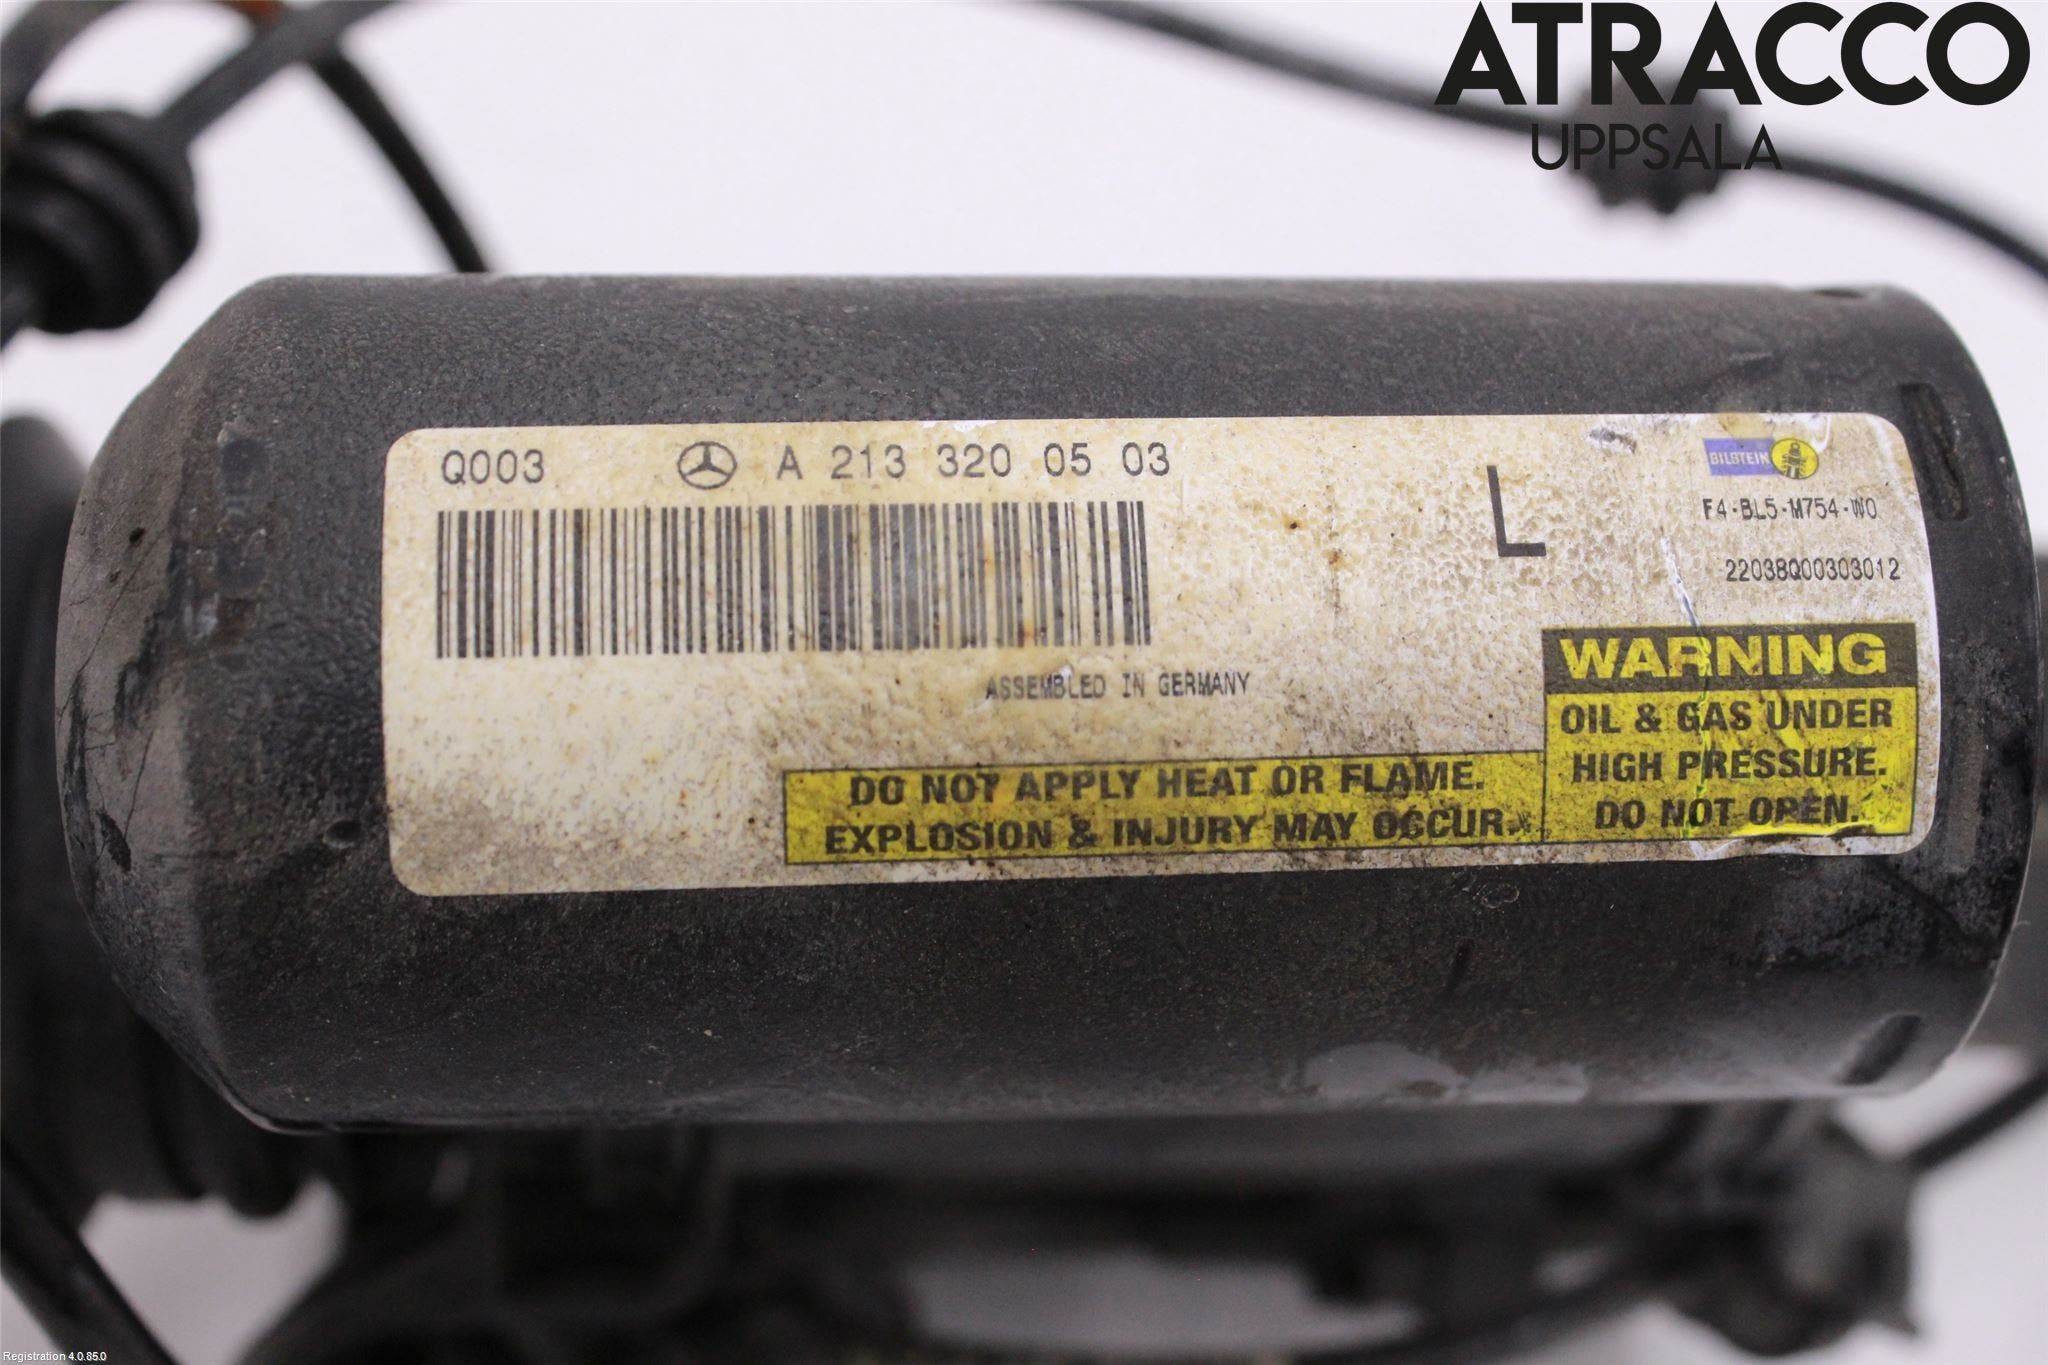 ATRACCO
UPPSALA
Q003 A 213 320 05 03
L
BILSTEIN
F4-BL5-M754-W0
22038Q00303012
ASSEMBLED IN GERMANY
WARNING
OIL & GAS UNDER
HIGH PRESSURE.
DO NOT OPEN.
DO NOT APPLY HEAT OR FLAME.
EXPLOSION & INJURY MAY OCCUR.
Registration 4.0.85.0